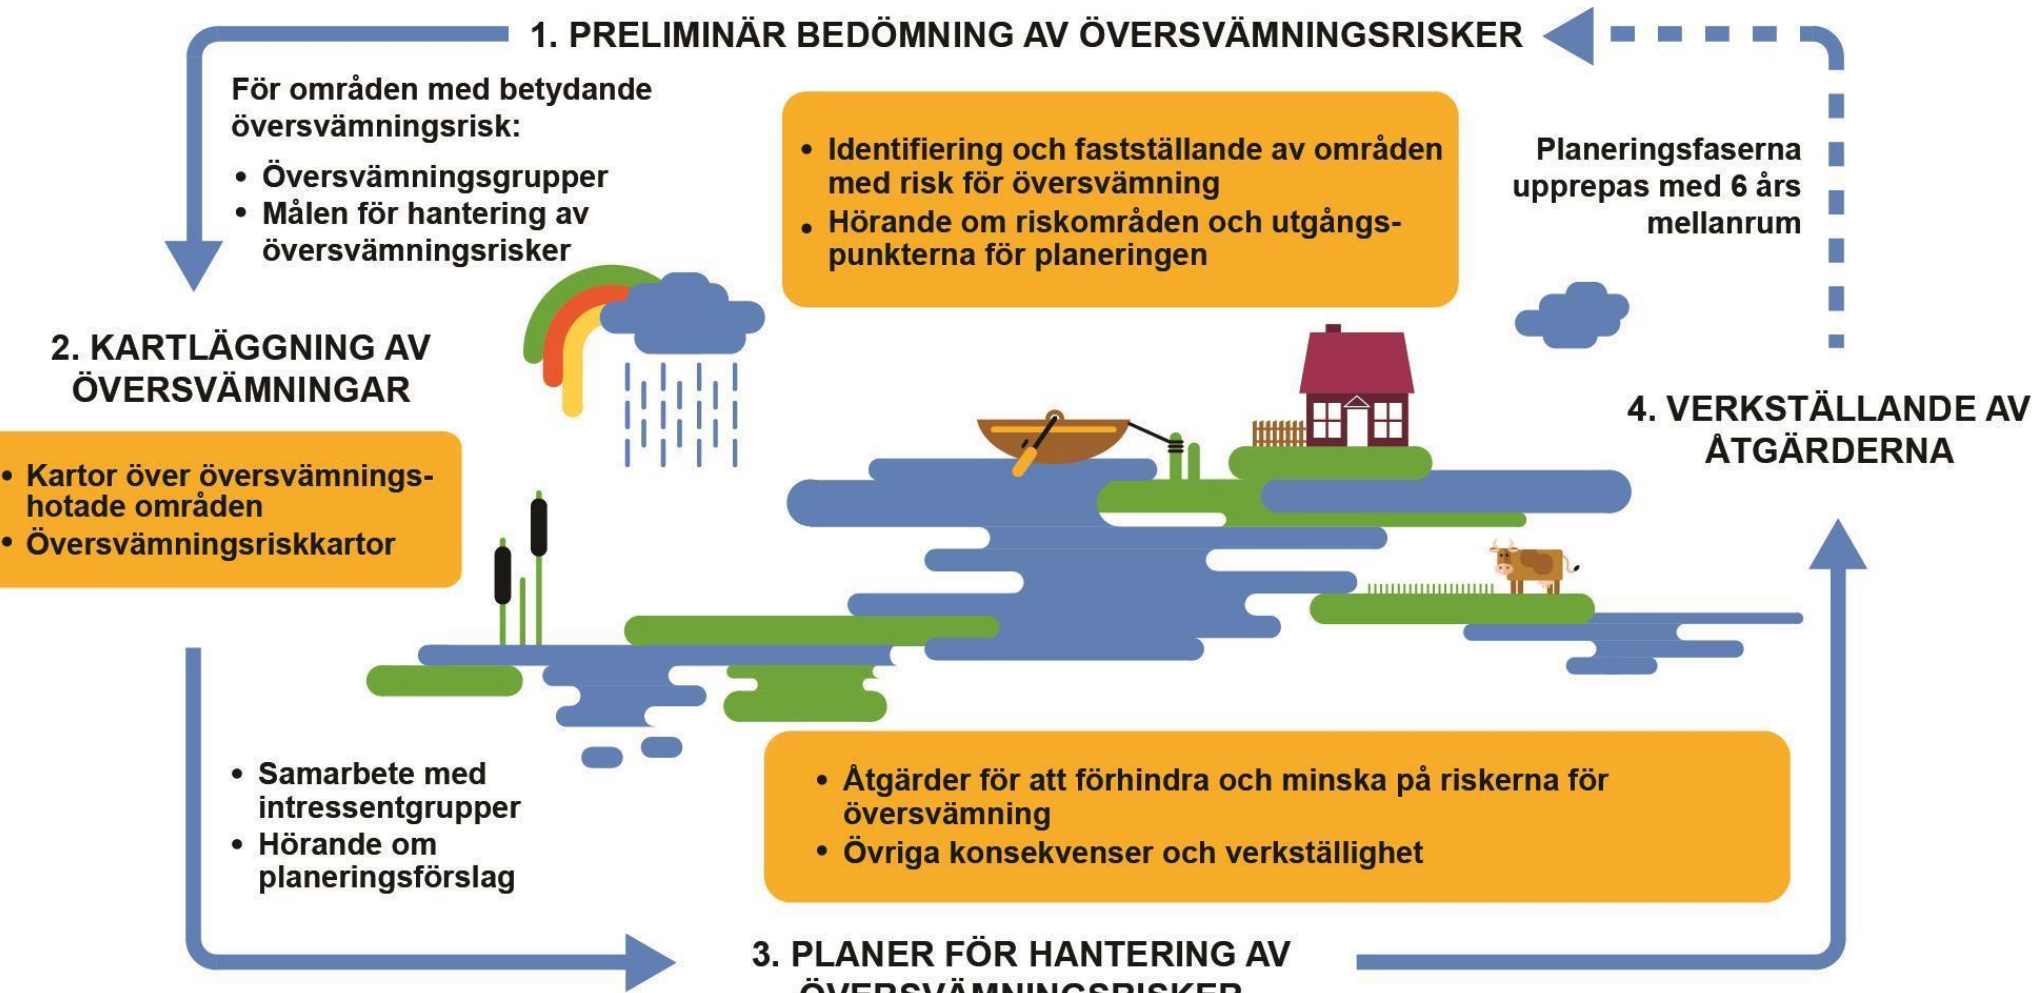 1. PRELIMINÄR BEDÖMNING AV ÖVERSVÄMNINGSRISKER
För områden med betydande
översvämningsrisk:
• Översvämningsgrupper
• Målen för hantering av
översvämningsrisker
• Identifiering och fastställande av områden
med risk för översvämning
• Hörande om riskområden och utgångs-
punkterna för planeringen
Planeringsfaserna
upprepas med 6 års
mellanrum
2. KARTLÄGGNING AV
ÖVERSVÄMNINGAR
• Kartor över översvämnings-
hotade områden
• Översvämningsriskkartor
4. VERKSTÄLLANDE AV
ÅTGÄRDERNA
• Samarbete med
intressentgrupper
• Hörande om
planeringsförslag
• Åtgärder för att förhindra och minska på riskerna för
översvämning
• Övriga konsekvenser och verkställighet
3. PLANER FÖR HANTERING AV
ÖVERSVÄMNINGSRISKER